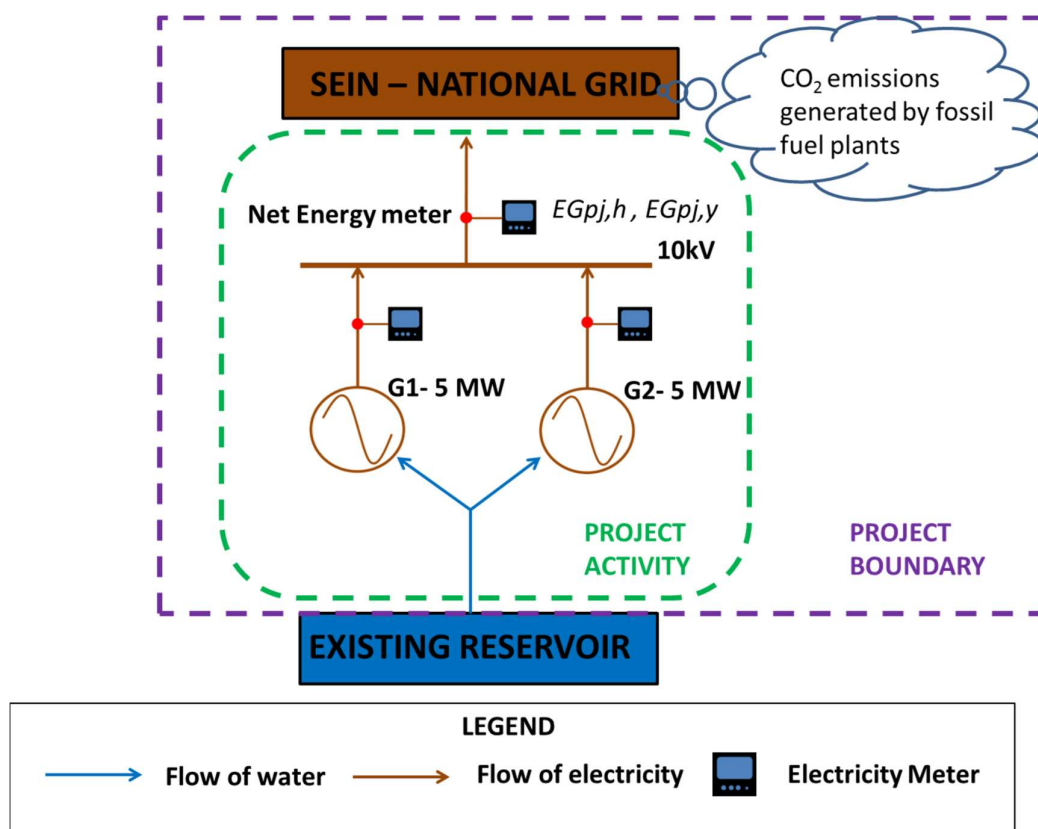 SEIN – NATIONAL GRID
CO₂ emissions
generated by fossil
fuel plants
Net Energy meter
EGpj,h , EGpj,y
10kV
G1- 5 MW
G2- 5 MW
PROJECT
ACTIVITY
PROJECT
BOUNDARY
EXISTING RESERVOIR
LEGEND
Flow of water
Flow of electricity
Electricity Meter